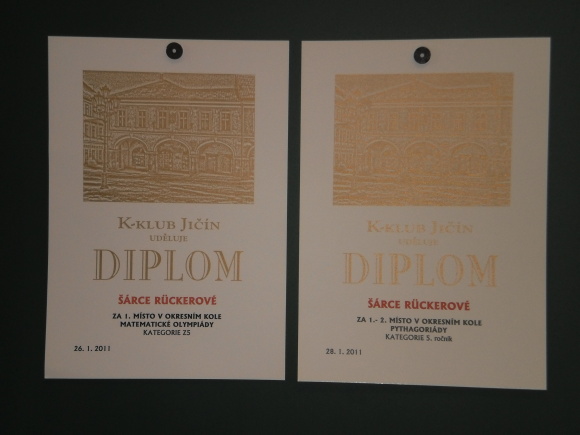 K-KLUB JIČÍN
UDĚLUJE
DIPLOM
ŠÁRCE RÜCKEROVÉ
ZA 1. MÍSTO V OKRESNÍM KOLE
MATEMATICKÉ OLYMPIÁDY
KATEGORIE Z5
26. 1. 2011
K-KLUB JIČÍN
UDĚLUJE
DIPLOM
ŠÁRCE RÜCKEROVÉ
ZA 1.- 2. MÍSTO V OKRESNÍM KOLE
PYTHAGORIÁDY
KATEGORIE 5. ročník
28. 1. 2011